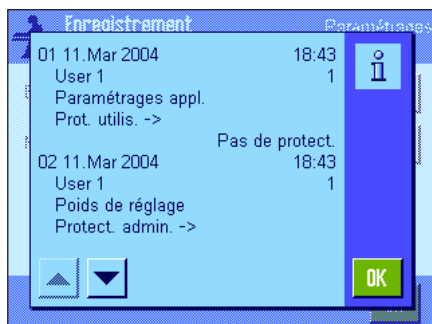 Enregistrement Paramétrages
01 11.Mar 2004 18:43
User 1 1
Paramétrages appl.
Prot. utilis. ->
Pas de protect.
02 11.Mar 2004 18:43
User 1 1
Poids de réglage
Protect. admin. ->
OK